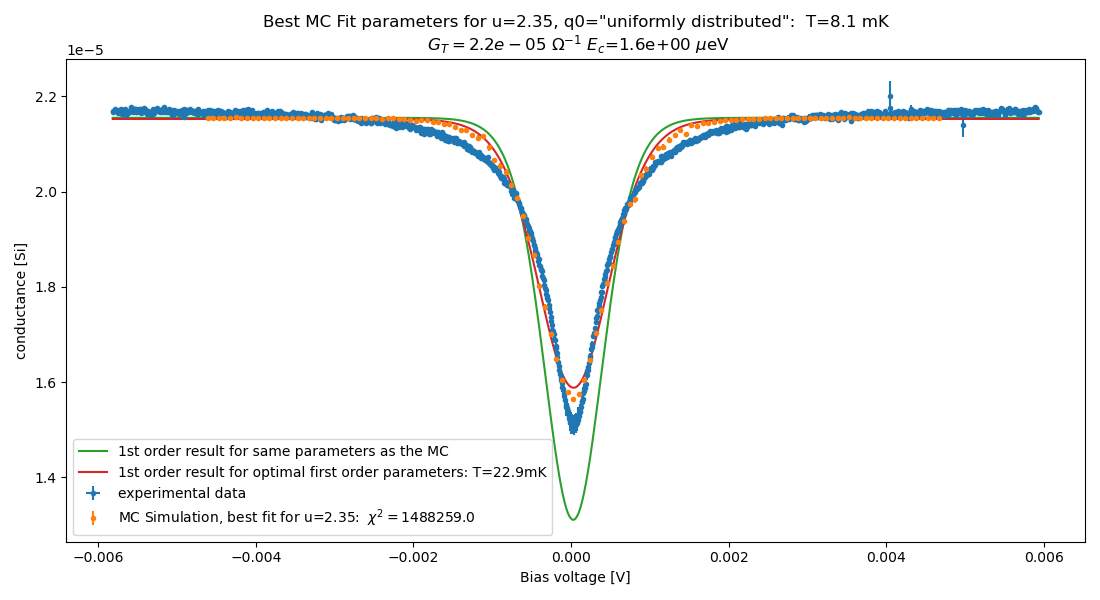 Best MC Fit parameters for u=2.35, q0="uniformly distributed":  T=8.1 mK
$G_T = 2.2e - 05\ \Omega^{-1}\ E_c$=1.6e+00 $\mu$eV
1e−5
2.2
2.0
1.8
1.6
1.4
conductance [Si]
1st order result for same parameters as the MC
1st order result for optimal first order parameters: T=22.9mK
experimental data
MC Simulation, best fit for u=2.35:  $\chi^2 = 1488259.0$
−0.006 −0.004 −0.002 0.000 0.002 0.004 0.006
Bias voltage [V]